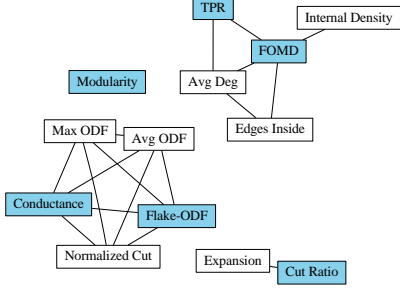 TPR
Internal Density
FOMD
Modularity
Avg Deg
Max ODF
Avg ODF
Edges Inside
Conductance
Flake-ODF
Normalized Cut
Expansion
Cut Ratio